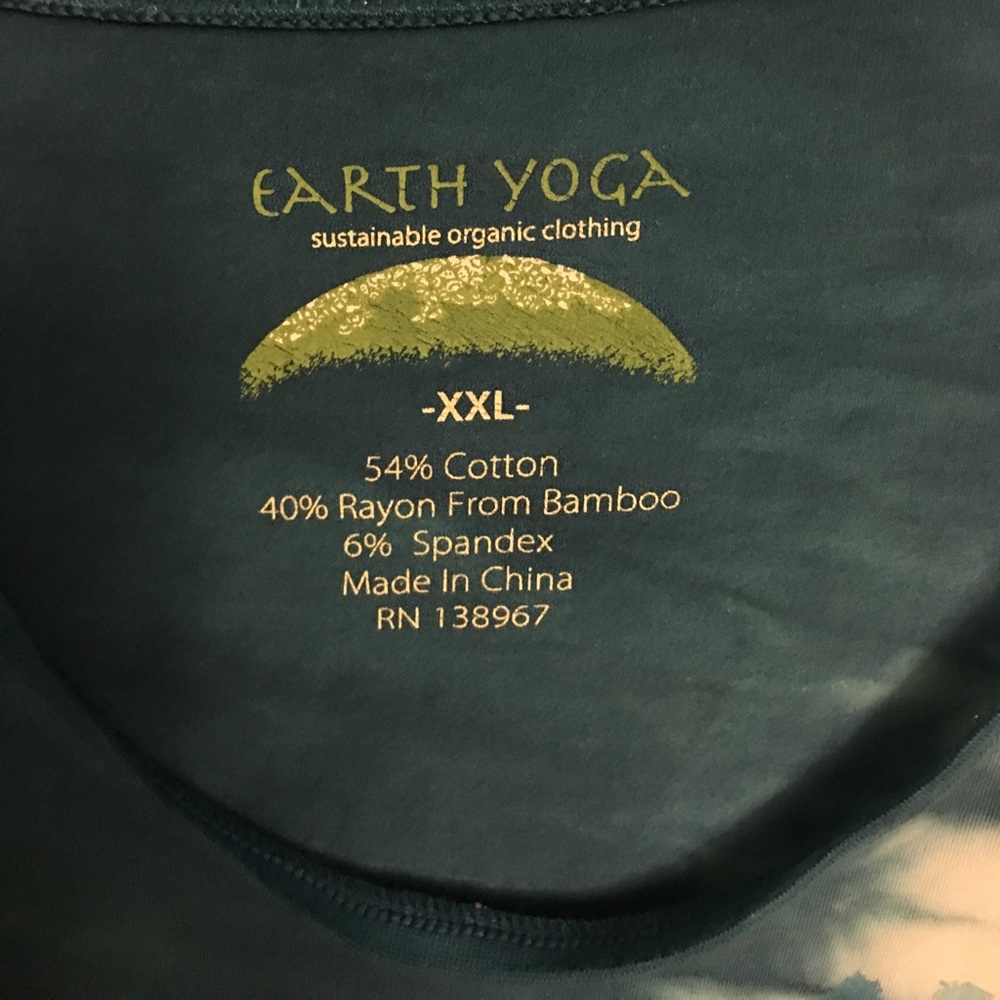 EARTH YOGA
sustainable organic clothing
-XXL-
54% Cotton
40% Rayon From Bamboo
6% Spandex
Made In China
RN 138967